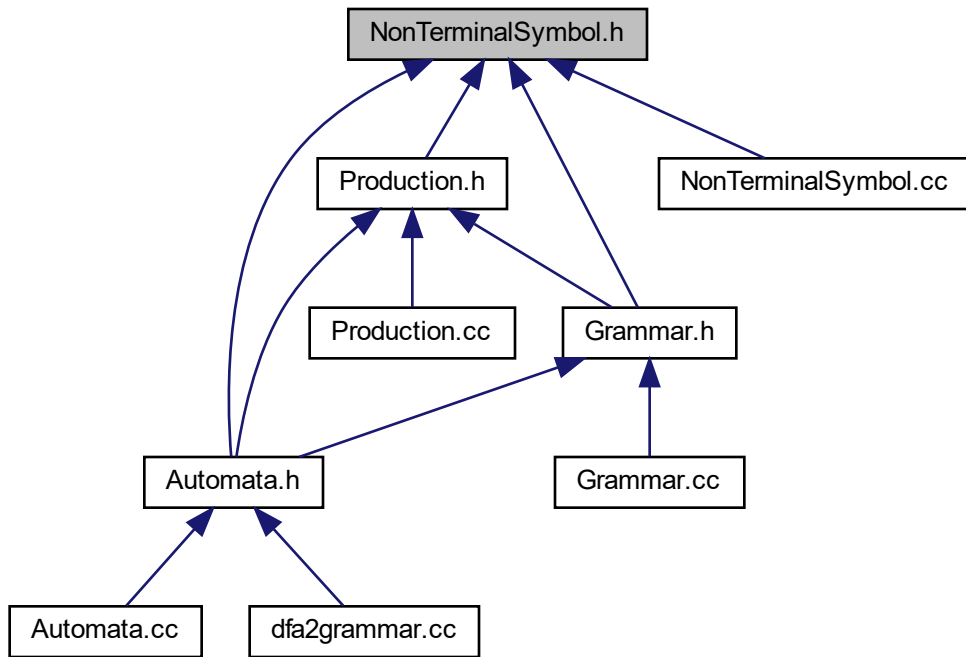 NonTerminalSymbol.h
Production.h
NonTerminalSymbol.cc
Production.cc
Grammar.h
Automata.h
Grammar.cc
Automata.cc
dfa2grammar.cc